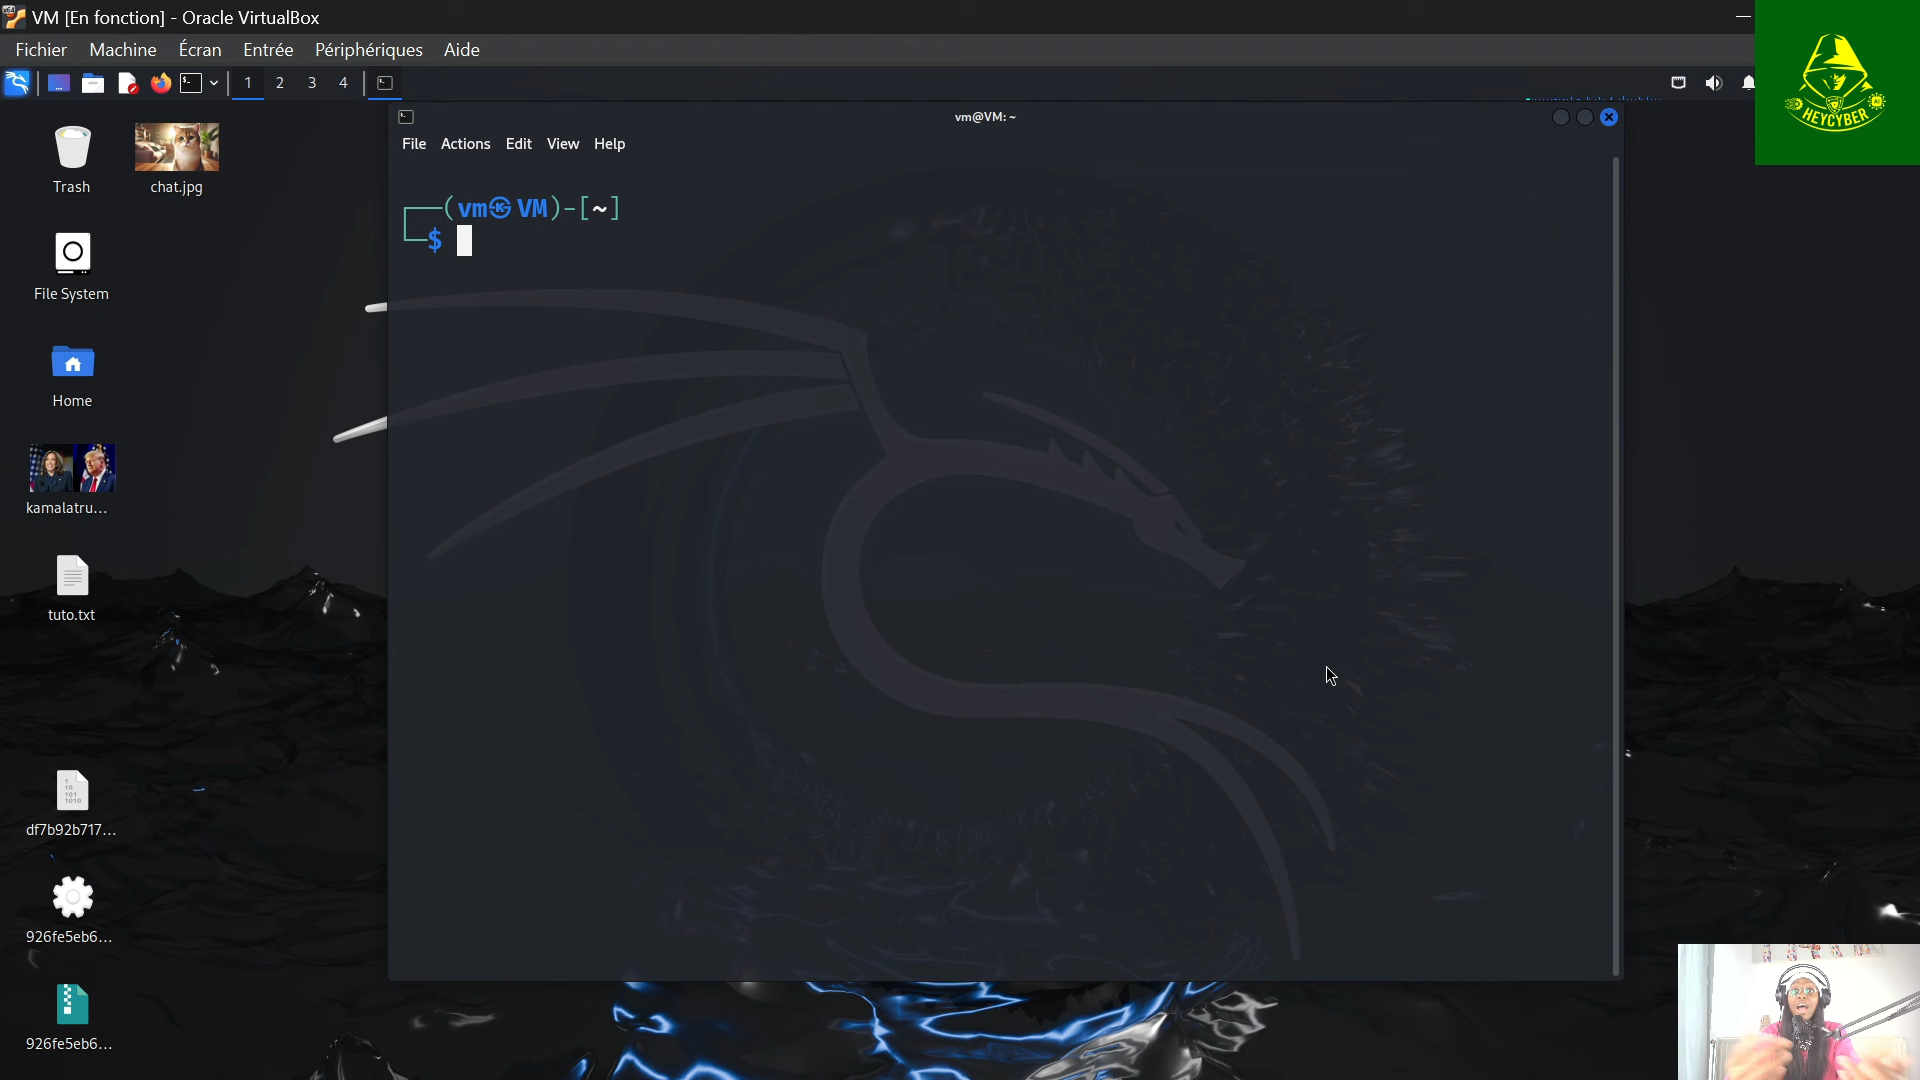 VM [En fonction] - Oracle VirtualBox
Fichier Machine Écran Entrée Périphériques Aide
1 2 3 4
HEYCYBER
vm@VM: ~
File Actions Edit View Help
┌──(vm㉿VM)-[~]
└─$
Trash
chat.jpg
File System
Home
kamalatru...
tuto.txt
df7b92b717...
926fe5eb6...
926fe5eb6...